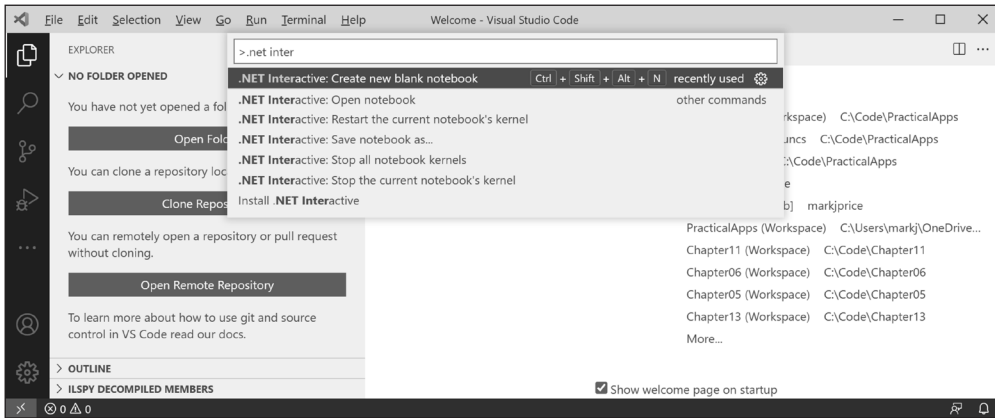 File Edit Selection View Go Run Terminal Help Welcome - Visual Studio Code
EXPLORER
NO FOLDER OPENED
You have not yet opened a fol
Open Fold
You can clone a repository loc
Clone Repos
You can remotely open a repository or pull request
without cloning.
Open Remote Repository
To learn more about how to use git and source
control in VS Code read our docs.
OUTLINE
ILSPY DECOMPILED MEMBERS
>.net inter
.NET Interactive: Create new blank notebook Ctrl + Shift + Alt + N recently used
.NET Interactive: Open notebook other commands
.NET Interactive: Restart the current notebook's kernel
.NET Interactive: Save notebook as...
.NET Interactive: Stop all notebook kernels
.NET Interactive: Stop the current notebook's kernel
Install .NET Interactive
rkspace) C:\Code\PracticalApps
uncs C:\Code\PracticalApps
:\Code\PracticalApps
e
b] markjprice
PracticalApps (Workspace) C:\Users\markj\OneDrive...
Chapter11 (Workspace) C:\Code\Chapter11
Chapter06 (Workspace) C:\Code\Chapter06
Chapter05 (Workspace) C:\Code\Chapter05
Chapter13 (Workspace) C:\Code\Chapter13
More...
Show welcome page on startup
0 0